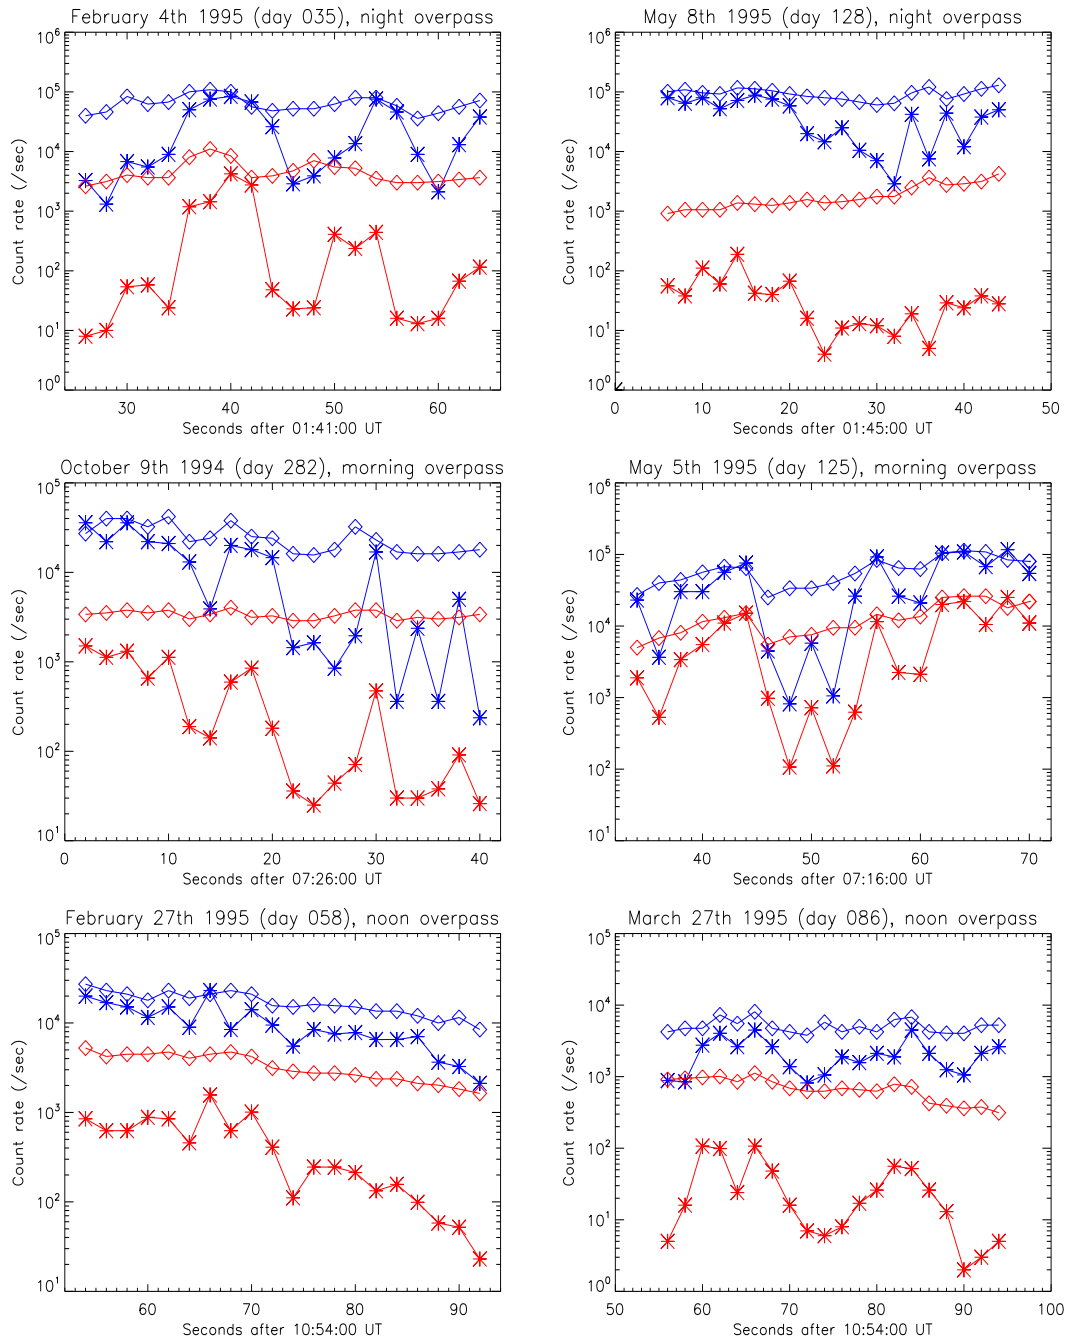 February 4th 1995 (day 035), night overpass
10^6
10^5
10^4
10^3
10^2
10^1
10^0
Count rate (/sec)
30 40 50 60
Seconds after 01:41:00 UT
May 8th 1995 (day 128), night overpass
10^6
10^5
10^4
10^3
10^2
10^1
10^0
Count rate (/sec)
0 10 20 30 40 50
Seconds after 01:45:00 UT
October 9th 1994 (day 282), morning overpass
10^5
10^4
10^3
10^2
10^1
Count rate (/sec)
0 10 20 30 40
Seconds after 07:26:00 UT
May 5th 1995 (day 125), morning overpass
10^6
10^5
10^4
10^3
10^2
10^1
Count rate (/sec)
40 50 60 70
Seconds after 07:16:00 UT
February 27th 1995 (day 058), noon overpass
10^5
10^4
10^3
10^2
10^1
Count rate (/sec)
60 70 80 90
Seconds after 10:54:00 UT
March 27th 1995 (day 086), noon overpass
10^5
10^4
10^3
10^2
10^1
10^0
Count rate (/sec)
50 60 70 80 90 100
Seconds after 10:54:00 UT